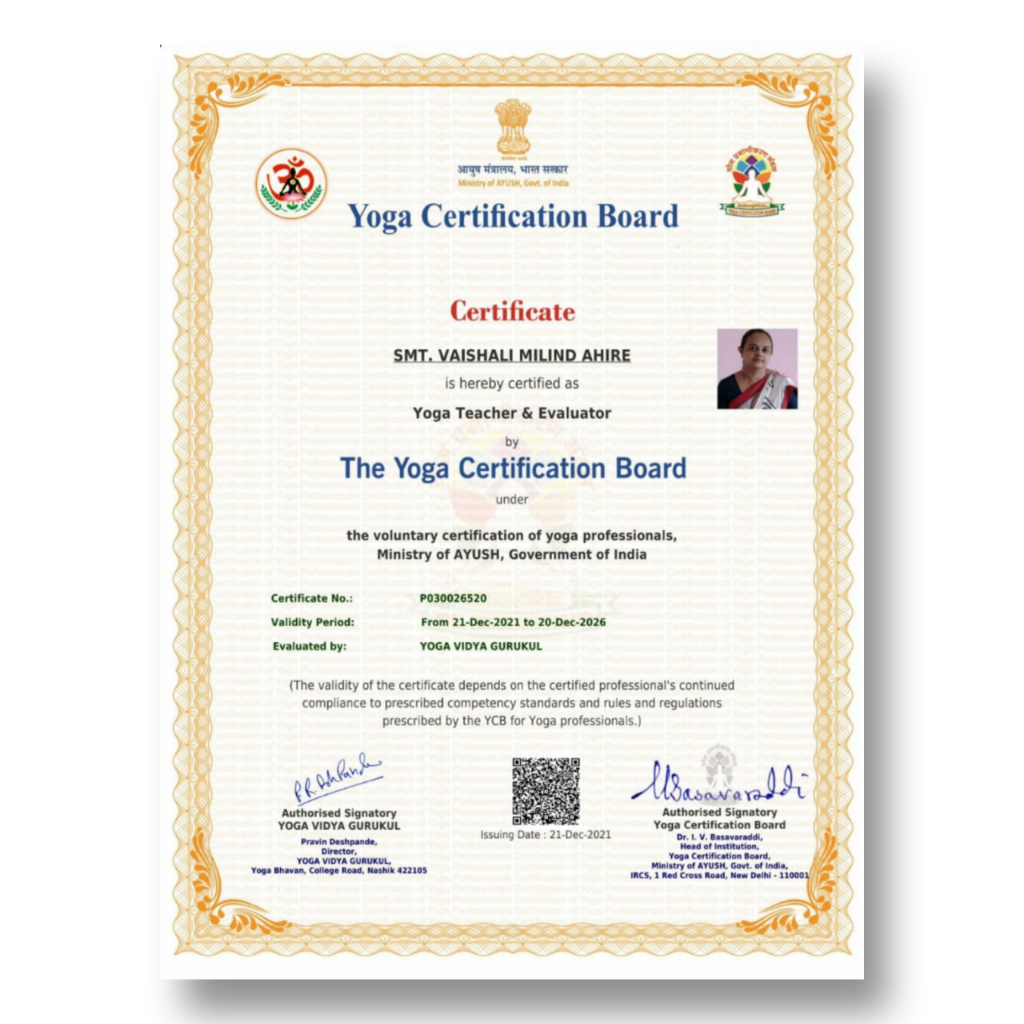 आयुष मंत्रालय, भारत सरकार
Ministry of AYUSH, Govt. of India
Yoga Certification Board
YOGA CERTIFICATION BOARD
Certificate
SMT. VAISHALI MILIND AHIRE
is hereby certified as
Yoga Teacher & Evaluator
by
The Yoga Certification Board
under
the voluntary certification of yoga professionals,
Ministry of AYUSH, Government of India
Certificate No.: P030026520
Validity Period: From 21-Dec-2021 to 20-Dec-2026
Evaluated by: YOGA VIDYA GURUKUL
(The validity of the certificate depends on the certified professional's continued
compliance to prescribed competency standards and rules and regulations
prescribed by the YCB for Yoga professionals.)
Authorised Signatory
YOGA VIDYA GURUKUL
Pravin Deshpande,
Director,
YOGA VIDYA GURUKUL,
Yoga Bhavan, College Road, Nashik 422105
Issuing Date : 21-Dec-2021
Authorised Signatory
Yoga Certification Board
Dr. I. V. Basavaraddi,
Head of Institution,
Yoga Certification Board,
Ministry of AYUSH, Govt. of India,
IRCS, 1 Red Cross Road, New Delhi - 110001